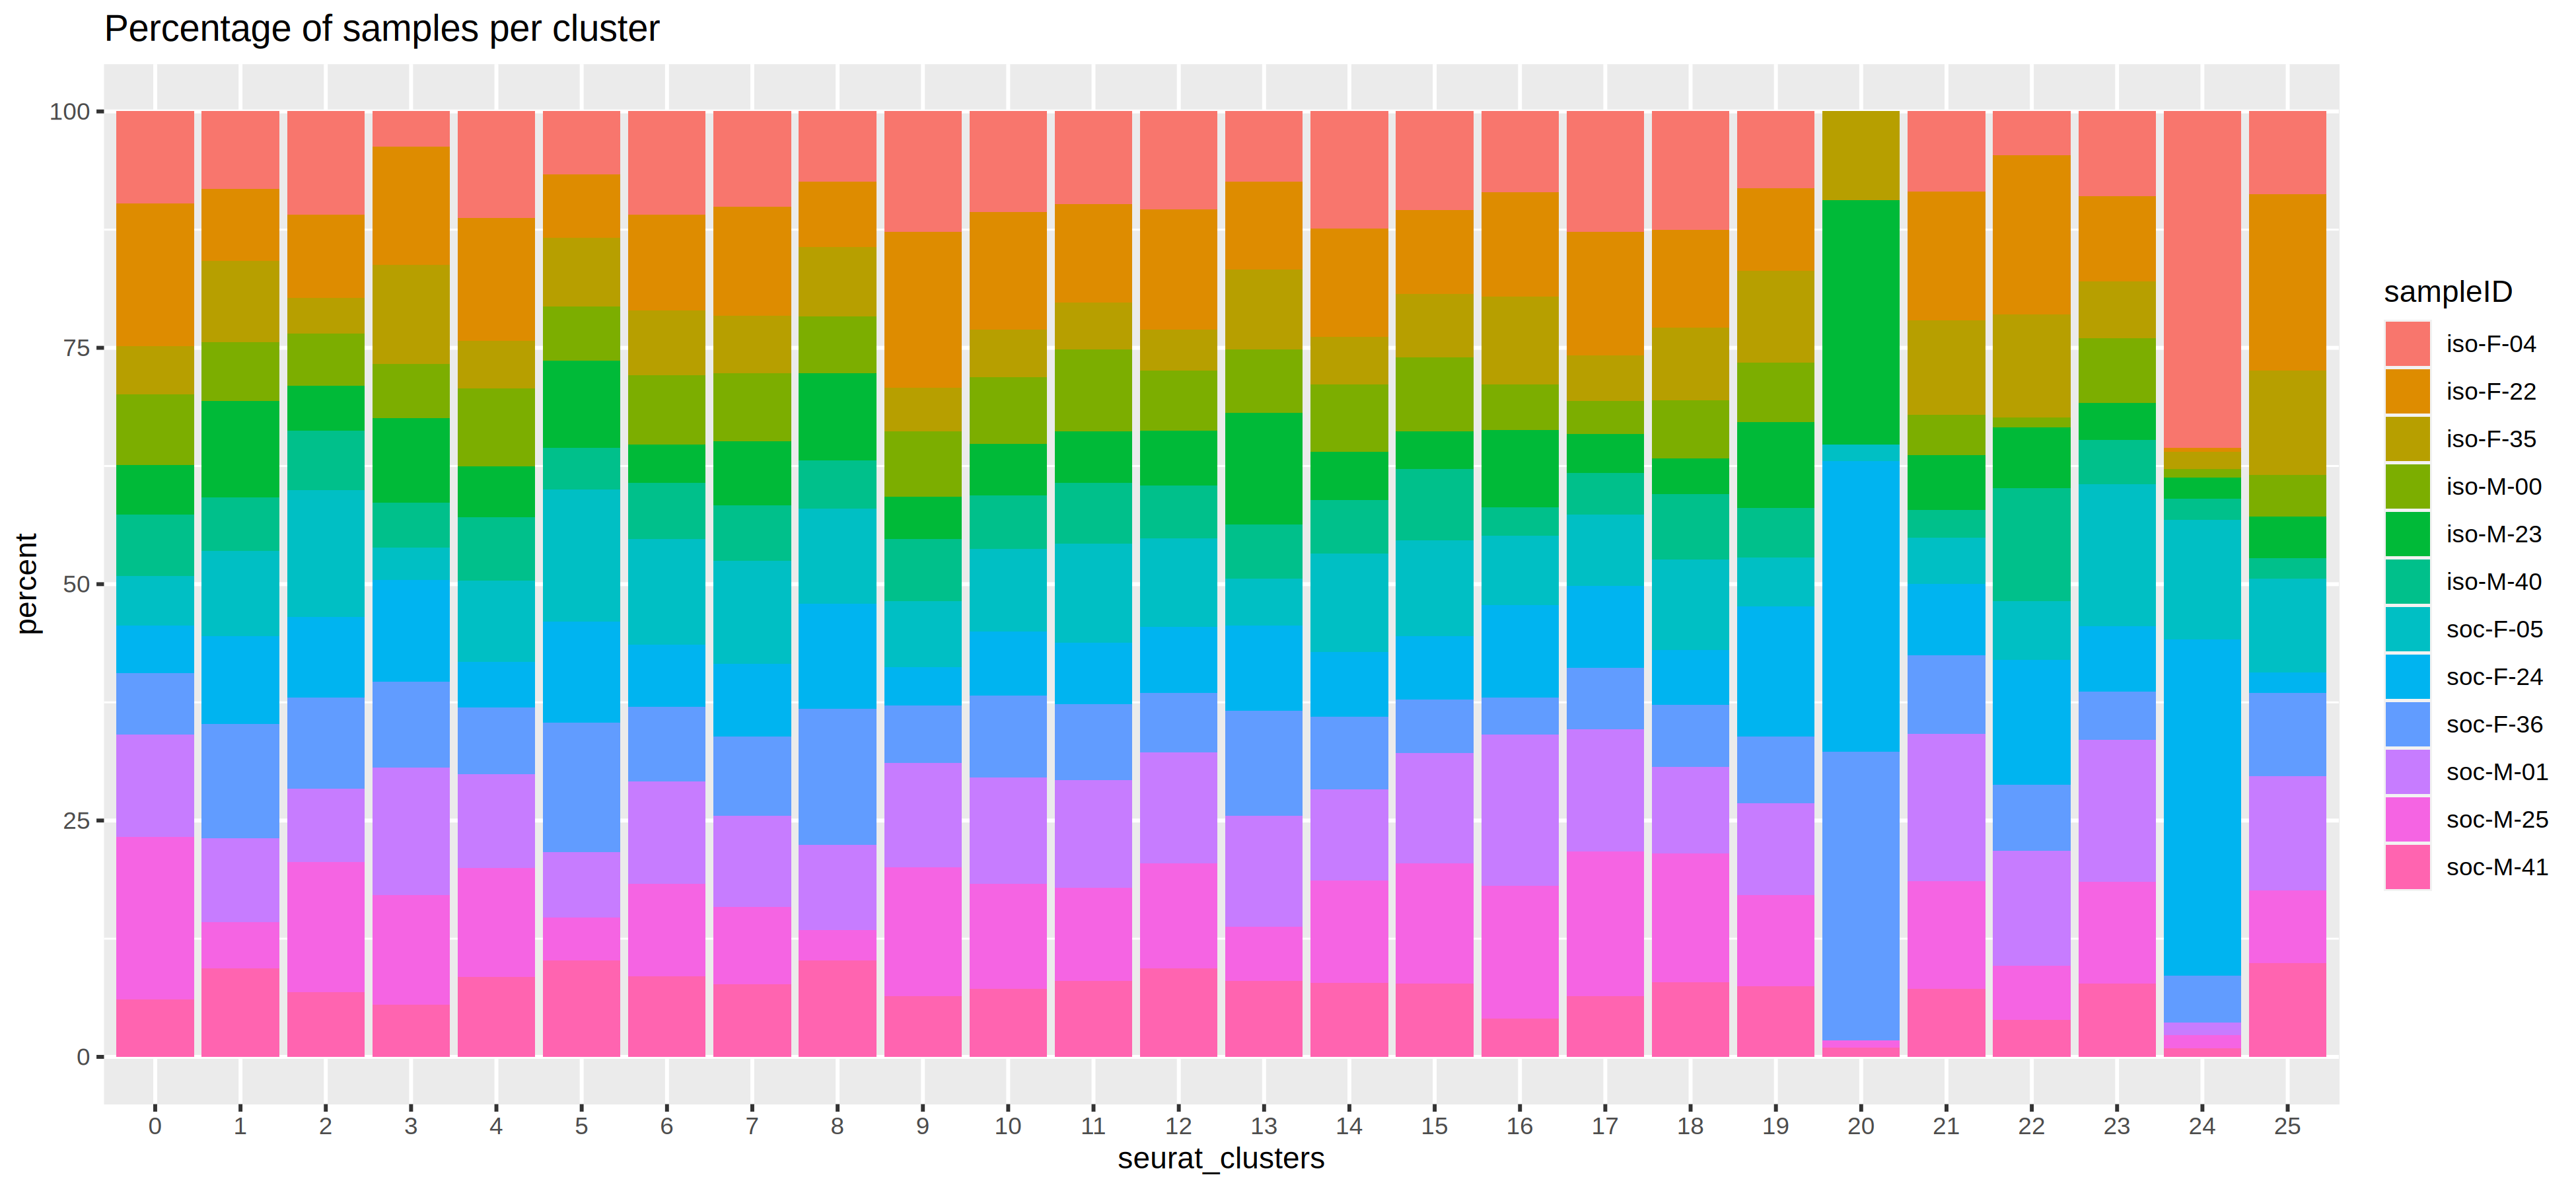 Percentage of samples per cluster
percent
100
75
50
25
0
0 1 2 3 4 5 6 7 8 9 10 11 12 13 14 15 16 17 18 19 20 21 22 23 24 25
seurat_clusters
sampleID
iso-F-04
iso-F-22
iso-F-35
iso-M-00
iso-M-23
iso-M-40
soc-F-05
soc-F-24
soc-F-36
soc-M-01
soc-M-25
soc-M-41